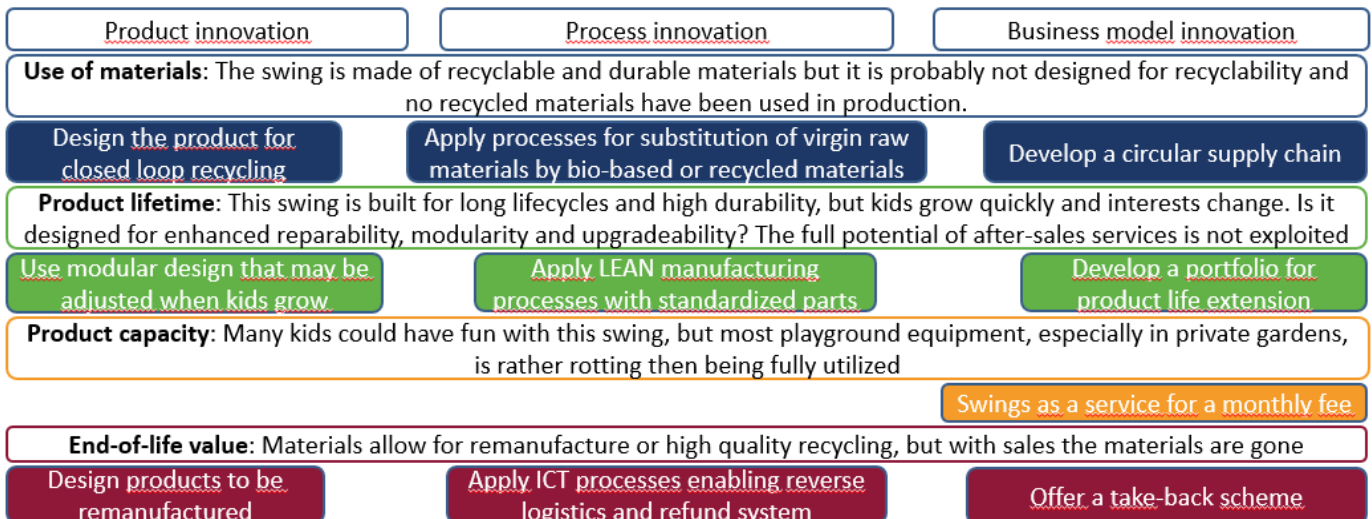 Product innovation
Process innovation
Business model innovation
Use of materials: The swing is made of recyclable and durable materials but it is probably not designed for recyclability and
no recycled materials have been used in production.
Design the product for
closed loop recycling
Apply processes for substitution of virgin raw
materials by bio-based or recycled materials
Develop a circular supply chain
Product lifetime: This swing is built for long lifecycles and high durability, but kids grow quickly and interests change. Is it
designed for enhanced reparability, modularity and upgradeability? The full potential of after-sales services is not exploited
Use modular design that may be
adjusted when kids grow
Apply LEAN manufacturing
processes with standardized parts
Develop a portfolio for
product life extension
Product capacity: Many kids could have fun with this swing, but most playground equipment, especially in private gardens,
is rather rotting then being fully utilized
Swings as a service for a monthly fee
End-of-life value: Materials allow for remanufacture or high quality recycling, but with sales the materials are gone
Design products to be
remanufactured
Apply ICT processes enabling reverse
logistics and refund system
Offer a take-back scheme